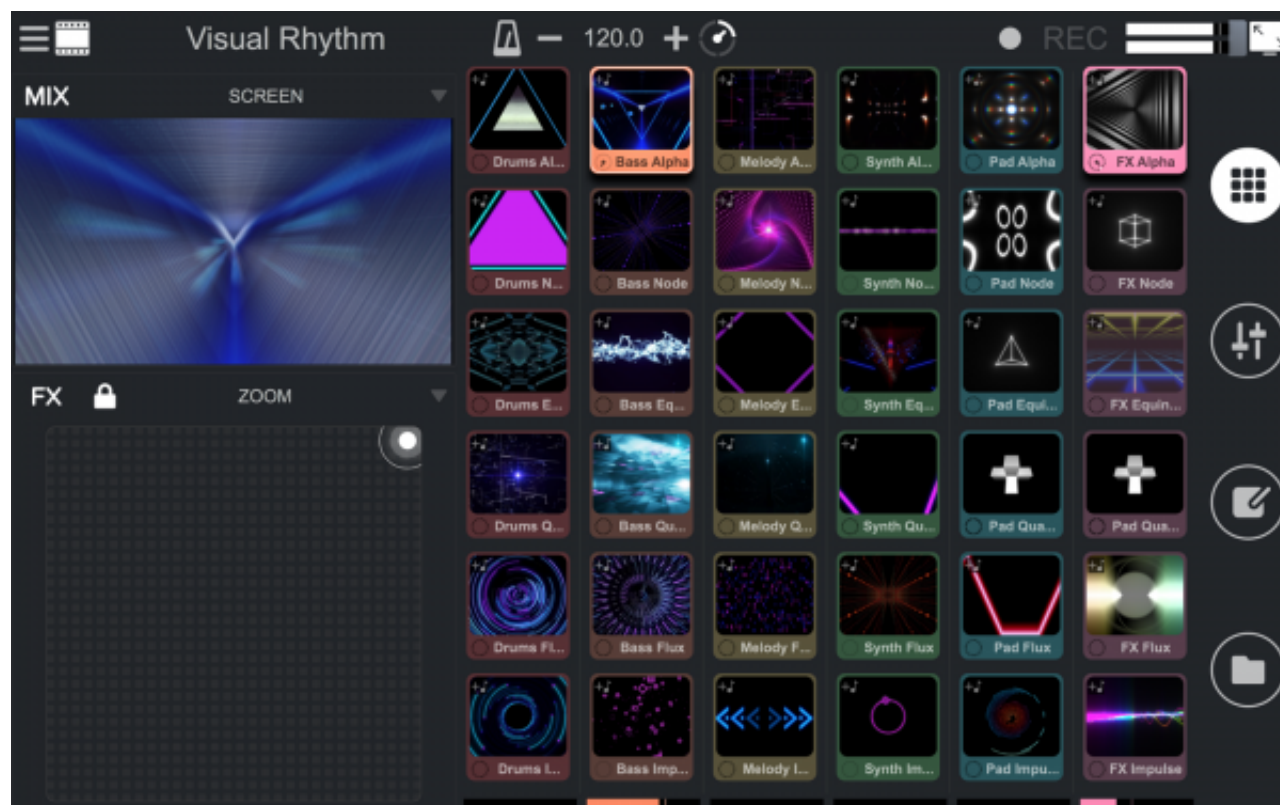 Visual Rhythm
120.0
REC
MIX
SCREEN
FX
ZOOM
Drums Al...
Bass Alpha
Melody A...
Synth Al...
Pad Alpha
FX Alpha
Drums N...
Bass Node
Melody N...
Synth No...
Pad Node
FX Node
Drums E...
Bass Eq...
Melody E...
Synth Eq...
Pad Equi...
FX Equin...
Drums Q...
Bass Qu...
Melody Q...
Synth Qu...
Pad Qua...
Pad Qua...
Drums Fl...
Bass Flux
Melody F...
Synth Flux
Pad Flux
FX Flux
Drums I...
Bass Imp...
Melody I...
Synth Im...
Pad Impu...
FX Impulse